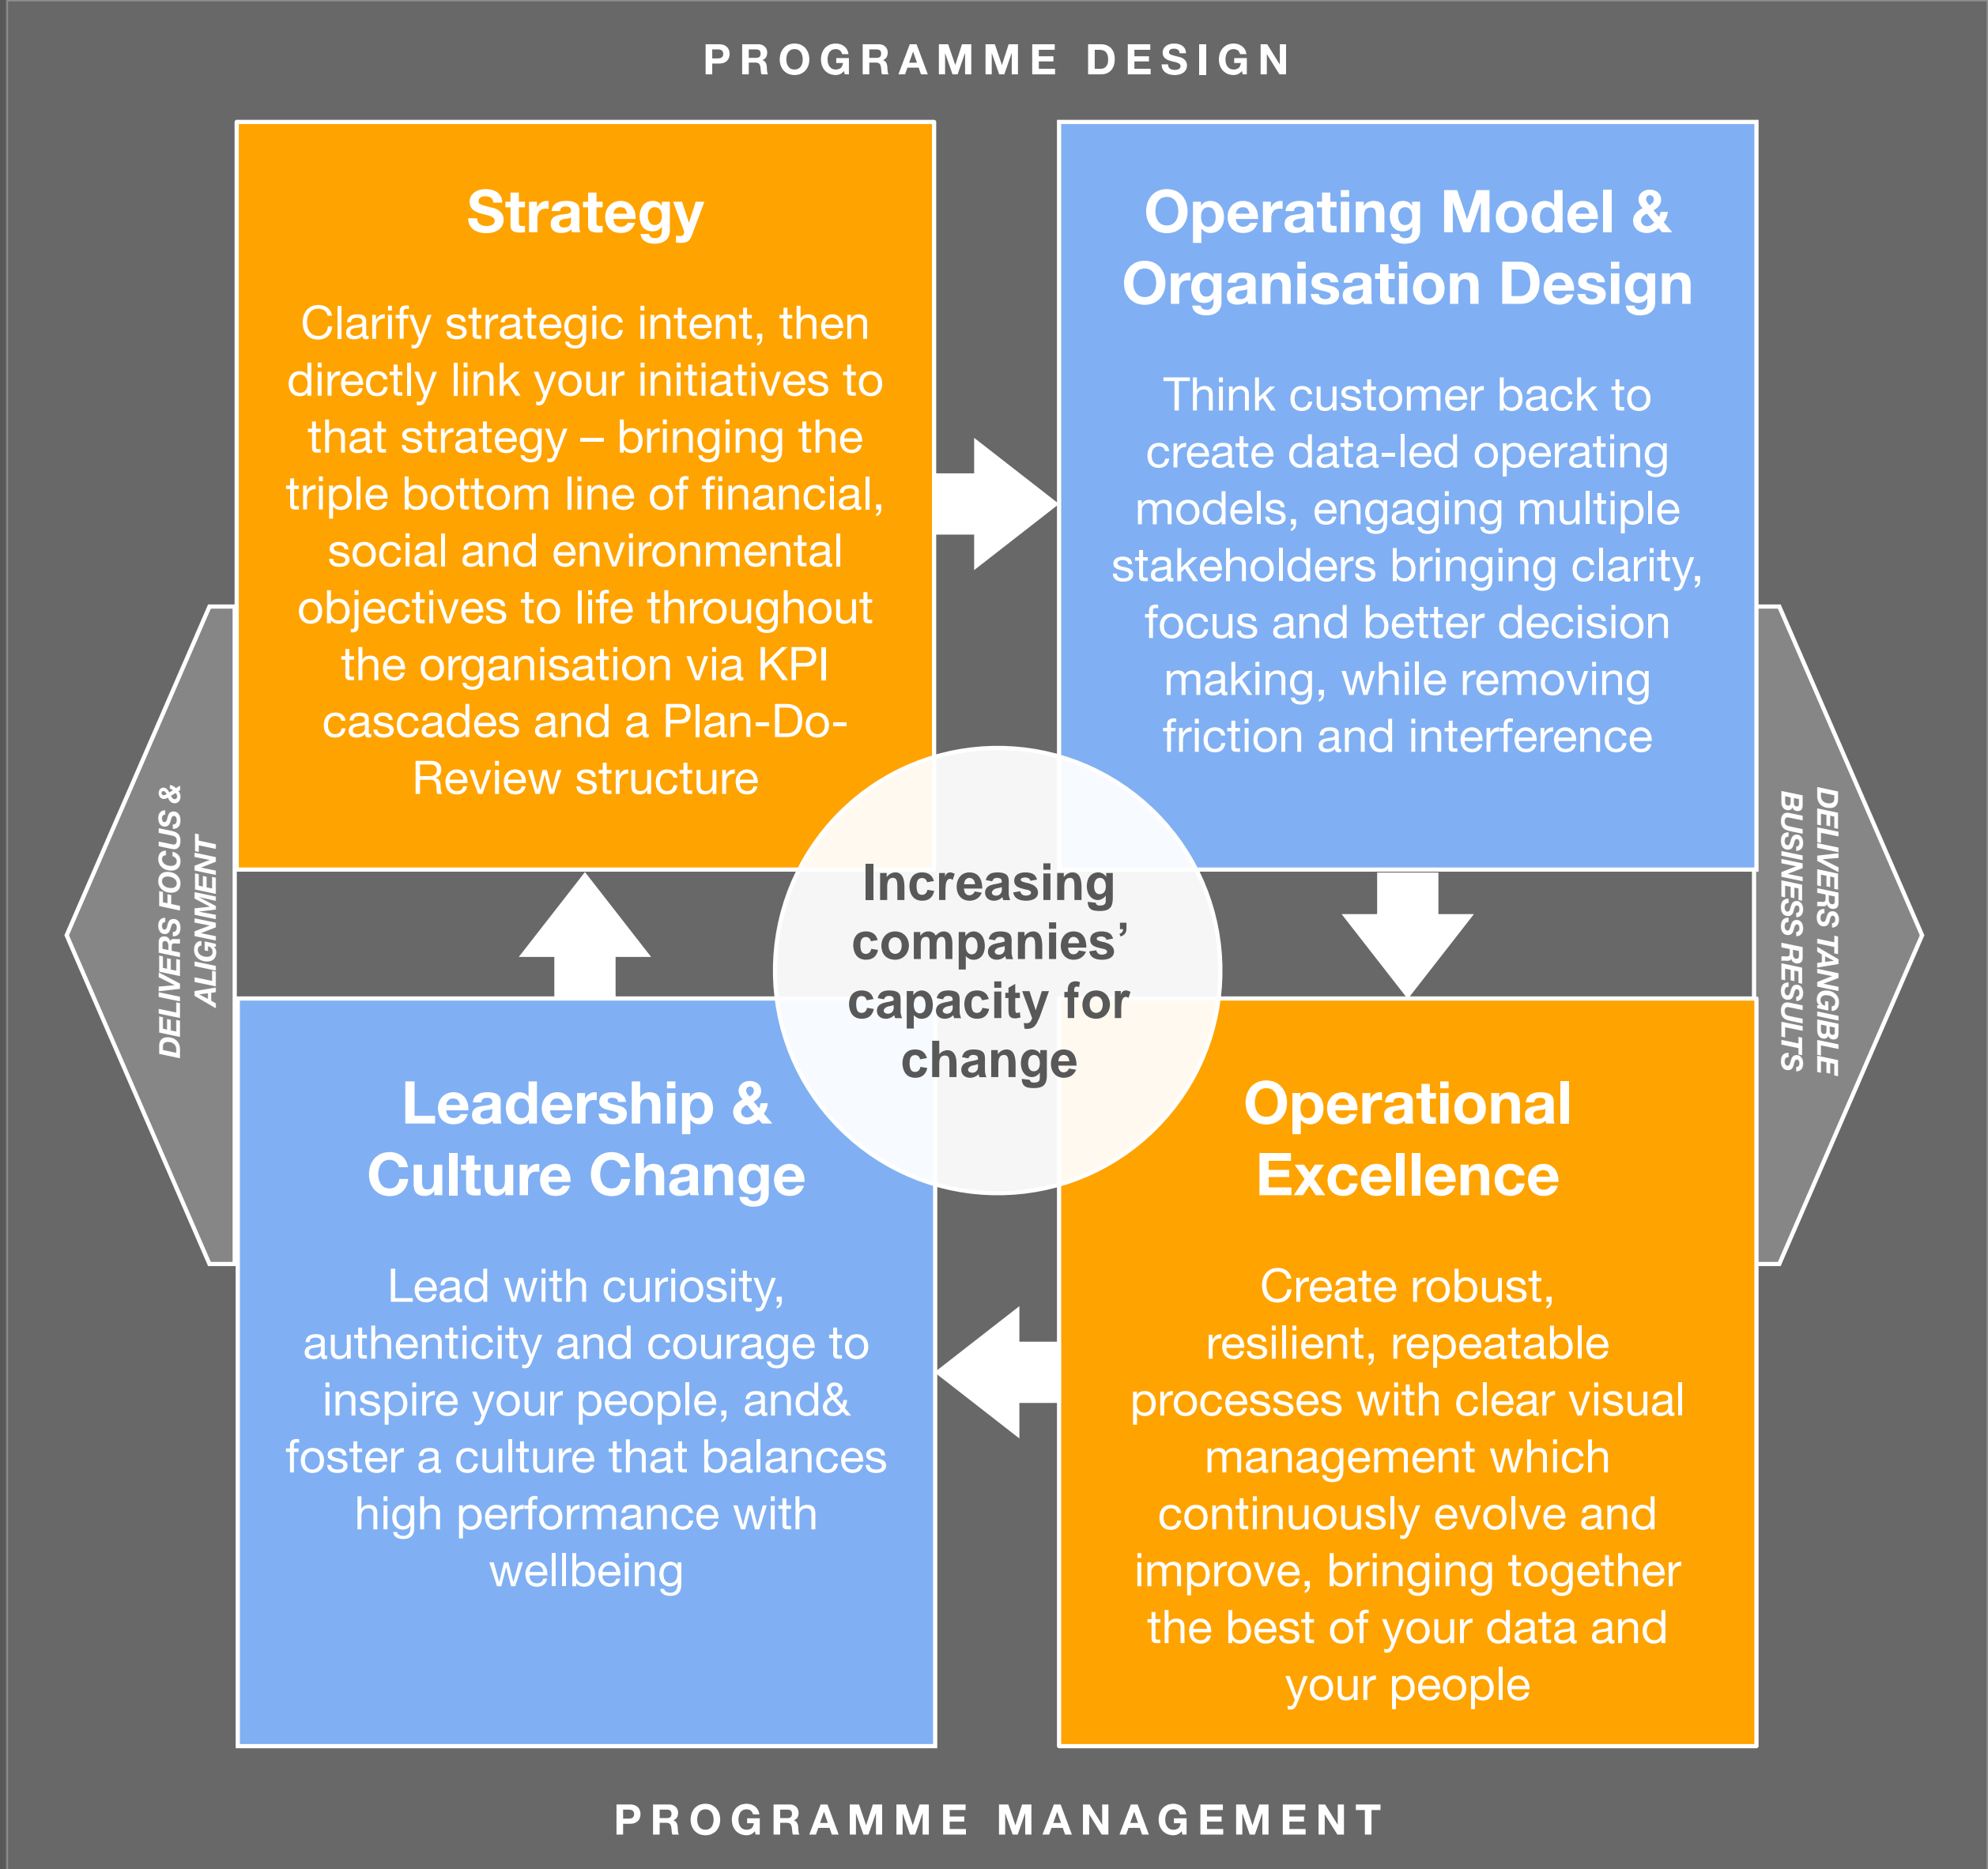 PROGRAMME DESIGN
Strategy
Clarify strategic intent, then
directly link your initiatives to
that strategy – bringing the
triple bottom line of financial,
social and environmental
objectives to life throughout
the organisation via KPI
cascades and a Plan-Do-
Review structure
Operating Model &
Organisation Design
Think customer back to
create data-led operating
models, engaging multiple
stakeholders bringing clarity,
focus and better decision
making, while removing
friction and interference
DELIVERS FOCUS &
ALIGNMENT
Increasing
companies’
capacity for
change
DELIVERS TANGIBLE
BUSINESS RESULTS
Leadership &
Culture Change
Lead with curiosity,
authenticity and courage to
inspire your people, and&
foster a culture that balances
high performance with
wellbeing
Operational
Excellence
Create robust,
resilient, repeatable
processes with clear visual
management which
continuously evolve and
improve, bringing together
the best of your data and
your people
PROGRAMME MANAGEMENT